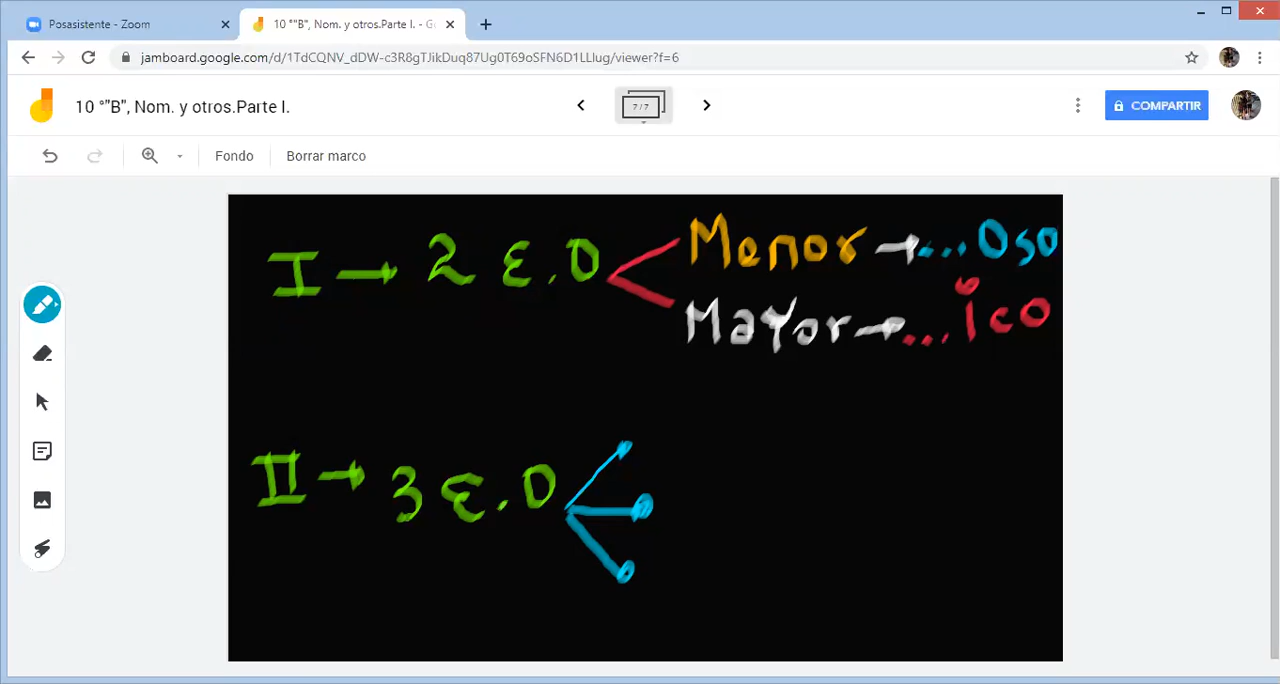 Posasistente - Zoom
10 °"B", Nom. y otros.Parte I. - G
jamboard.google.com/d/1TdCQNV_dDW-c3R8gTJikDuq87Ug0T69oSFN6D1LLlug/viewer?f=6
10 °"B", Nom. y otros.Parte I.
7/7
COMPARTIR
Fondo
Borrar marco
I → 2 E.O
Menor → ...Oso
Mayor → ...ico
II → 3 E.O